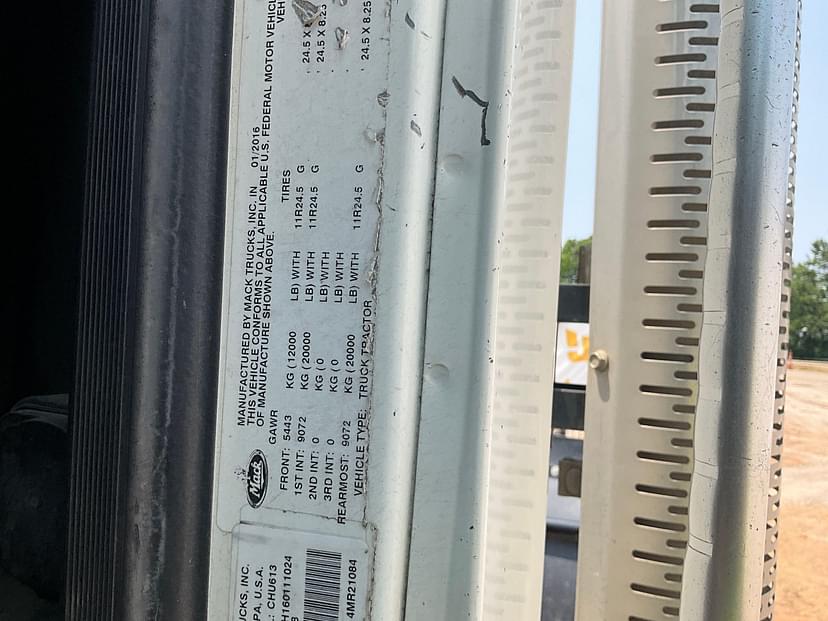 MANUFACTURED BY MACK TRUCKS, INC. IN 01/2016
THIS VEHICLE CONFORMS TO ALL APPLICABLE U.S. FEDERAL MOTOR VEHICL
OF MANUFACTURE SHOWN ABOVE. VEH
Mack
GAWR TIRES
FRONT: 5443 KG (12000 LB) WITH 11R24.5 G 24.5 X 8.25
1ST INT: 9072 KG (20000 LB) WITH 11R24.5 G 24.5 X 8.25
2ND INT: 0 KG (0 LB) WITH
3RD INT: 0 KG (0 LB) WITH
REARMOST: 9072 KG (20000 LB) WITH 11R24.5 G 24.5 X 8.25
VEHICLE TYPE: TRUCK TRACTOR
UCKS, INC.
PA, U.S.A.
CHU613
H160111024
4MR21084